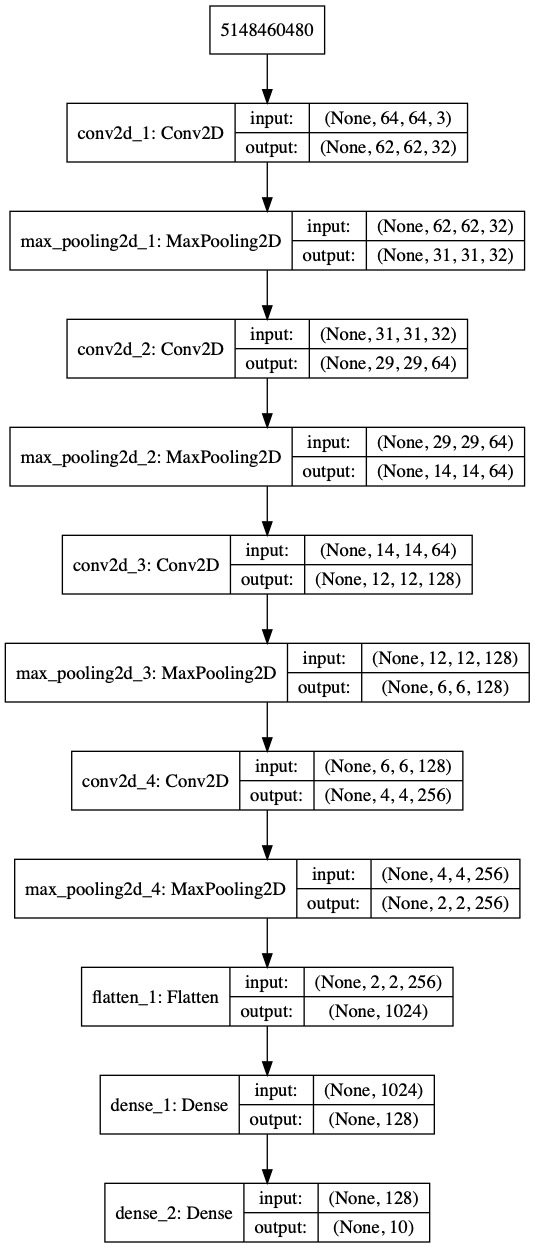 5148460480
conv2d_1: Conv2D
input: (None, 64, 64, 3)
output: (None, 62, 62, 32)
max_pooling2d_1: MaxPooling2D
input: (None, 62, 62, 32)
output: (None, 31, 31, 32)
conv2d_2: Conv2D
input: (None, 31, 31, 32)
output: (None, 29, 29, 64)
max_pooling2d_2: MaxPooling2D
input: (None, 29, 29, 64)
output: (None, 14, 14, 64)
conv2d_3: Conv2D
input: (None, 14, 14, 64)
output: (None, 12, 12, 128)
max_pooling2d_3: MaxPooling2D
input: (None, 12, 12, 128)
output: (None, 6, 6, 128)
conv2d_4: Conv2D
input: (None, 6, 6, 128)
output: (None, 4, 4, 256)
max_pooling2d_4: MaxPooling2D
input: (None, 4, 4, 256)
output: (None, 2, 2, 256)
flatten_1: Flatten
input: (None, 2, 2, 256)
output: (None, 1024)
dense_1: Dense
input: (None, 1024)
output: (None, 128)
dense_2: Dense
input: (None, 128)
output: (None, 10)